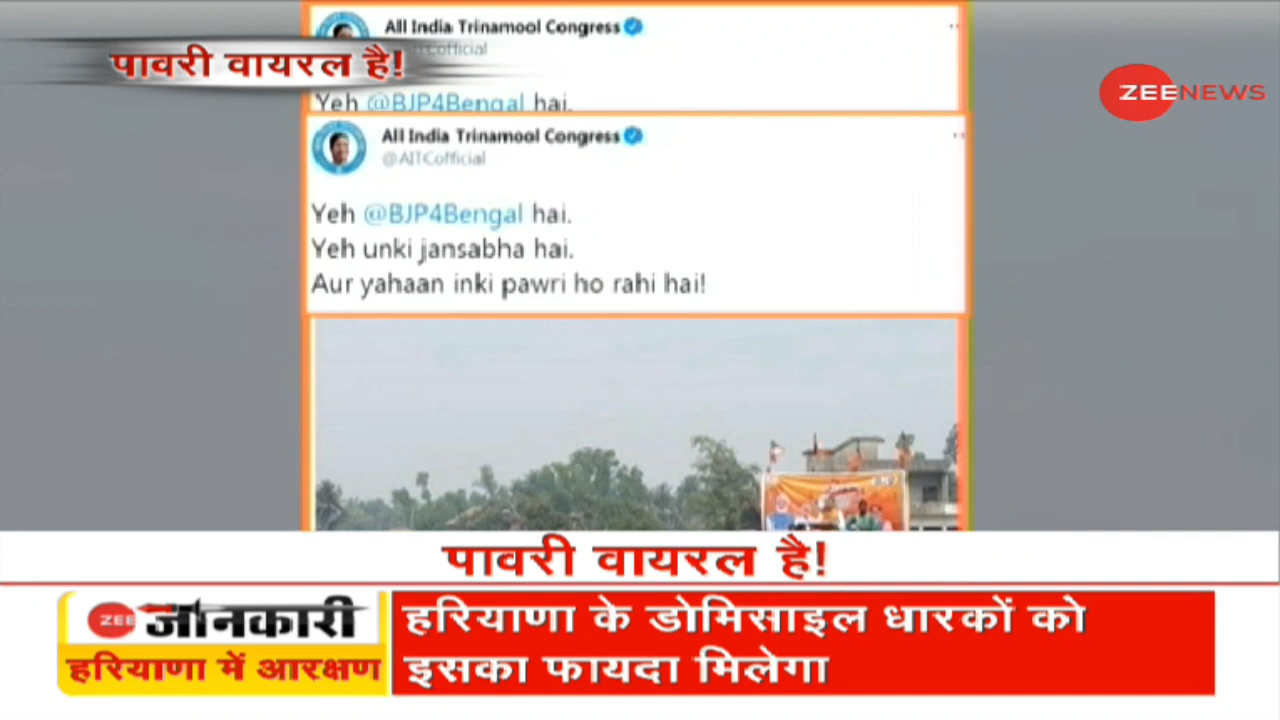 All India Trinamool Congress
पावरी वायरल है!
Yeh @BJP4Bengal hai.
ZEENEWS
All India Trinamool Congress
@AITCofficial
Yeh @BJP4Bengal hai.
Yeh unki jansabha hai.
Aur yahaan inki pawri ho rahi hai!
पावरी वायरल है!
ZEE जानकारी
हरियाणा में आरक्षण
हरियाणा के डोमिसाइल धारकों को
इसका फायदा मिलेगा